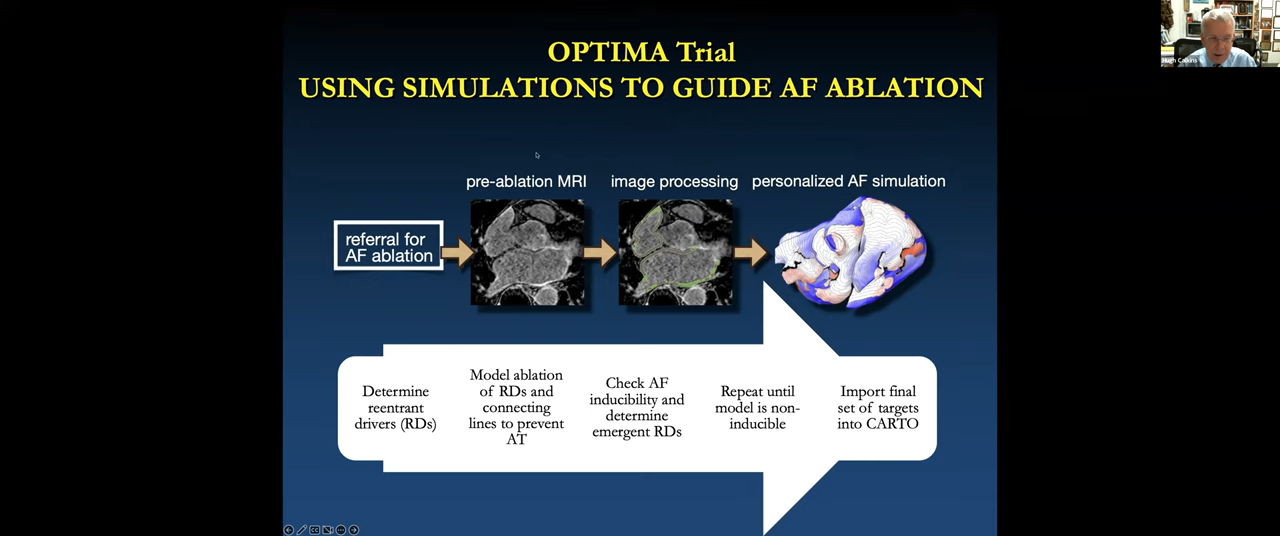 OPTIMA Trial
USING SIMULATIONS TO GUIDE AF ABLATION
pre-ablation MRI
image processing
personalized AF simulation
referral for
AF ablation
Determine
reentrant
drivers (RDs)
Model ablation
of RDs and
connecting
lines to prevent
AT
Check AF
inducibility and
determine
emergent RDs
Repeat until
model is non-
inducible
Import final
set of targets
into CARTO
Hugh Calkins